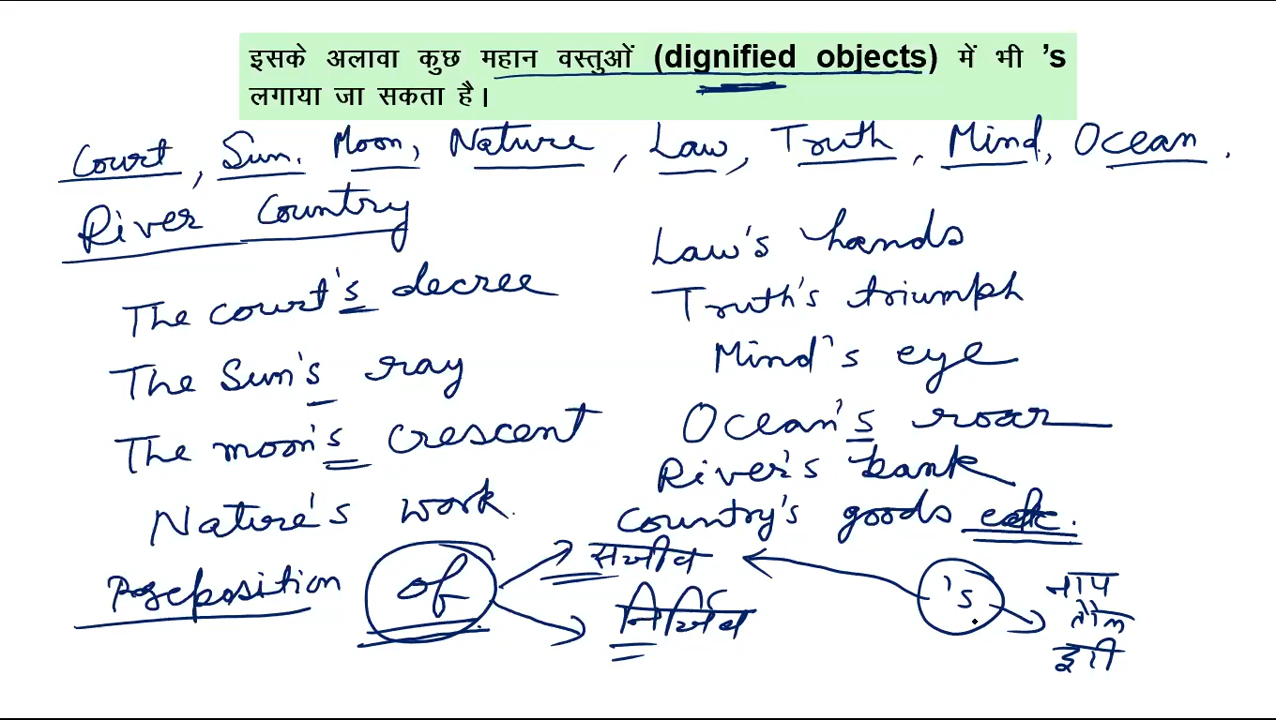 इसके अलावा कुछ महान वस्तुओं (dignified objects) में भी 's
लगाया जा सकता है।
Court, Sun, Moon, Nature, Law, Truth, Mind, Ocean.
River Country
The court's decree
The Sun's ray
The moon's crescent
Nature's work.
Law's hands
Truth's triumph
Mind's eye
Ocean's roar
River's bank
Country's goods etc.
Preposition of
सजीव
निर्जीव
's
नाप
तौल
दूरी